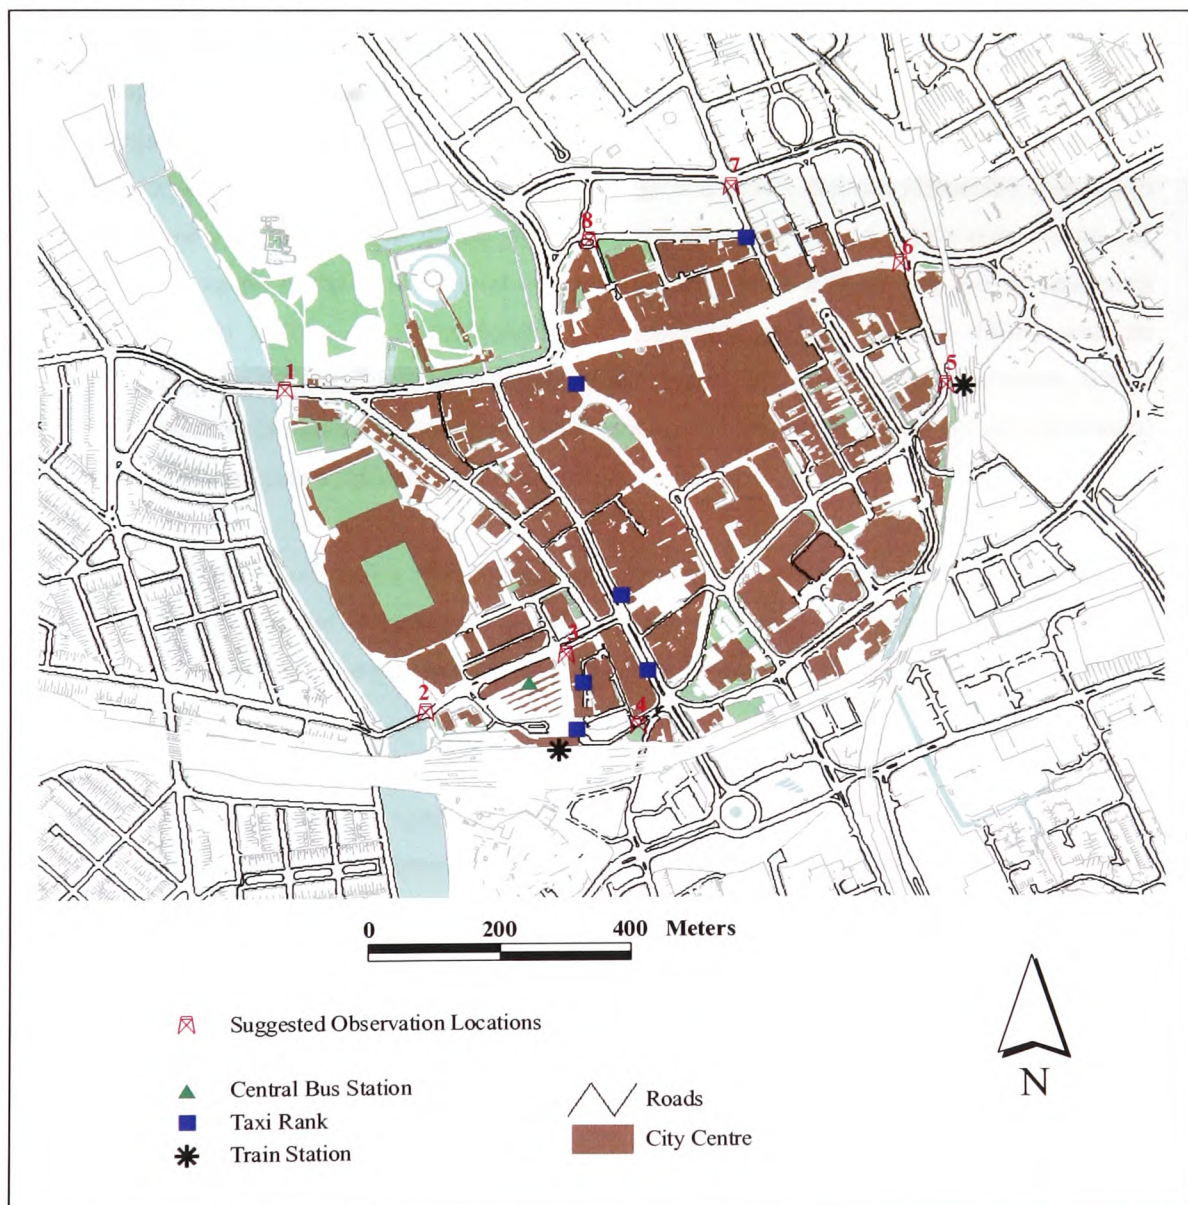 7
8
6
5
1
3
2
4
0 200 400 Meters
Suggested Observation Locations
Central Bus Station
Taxi Rank
Train Station
Roads
City Centre
N